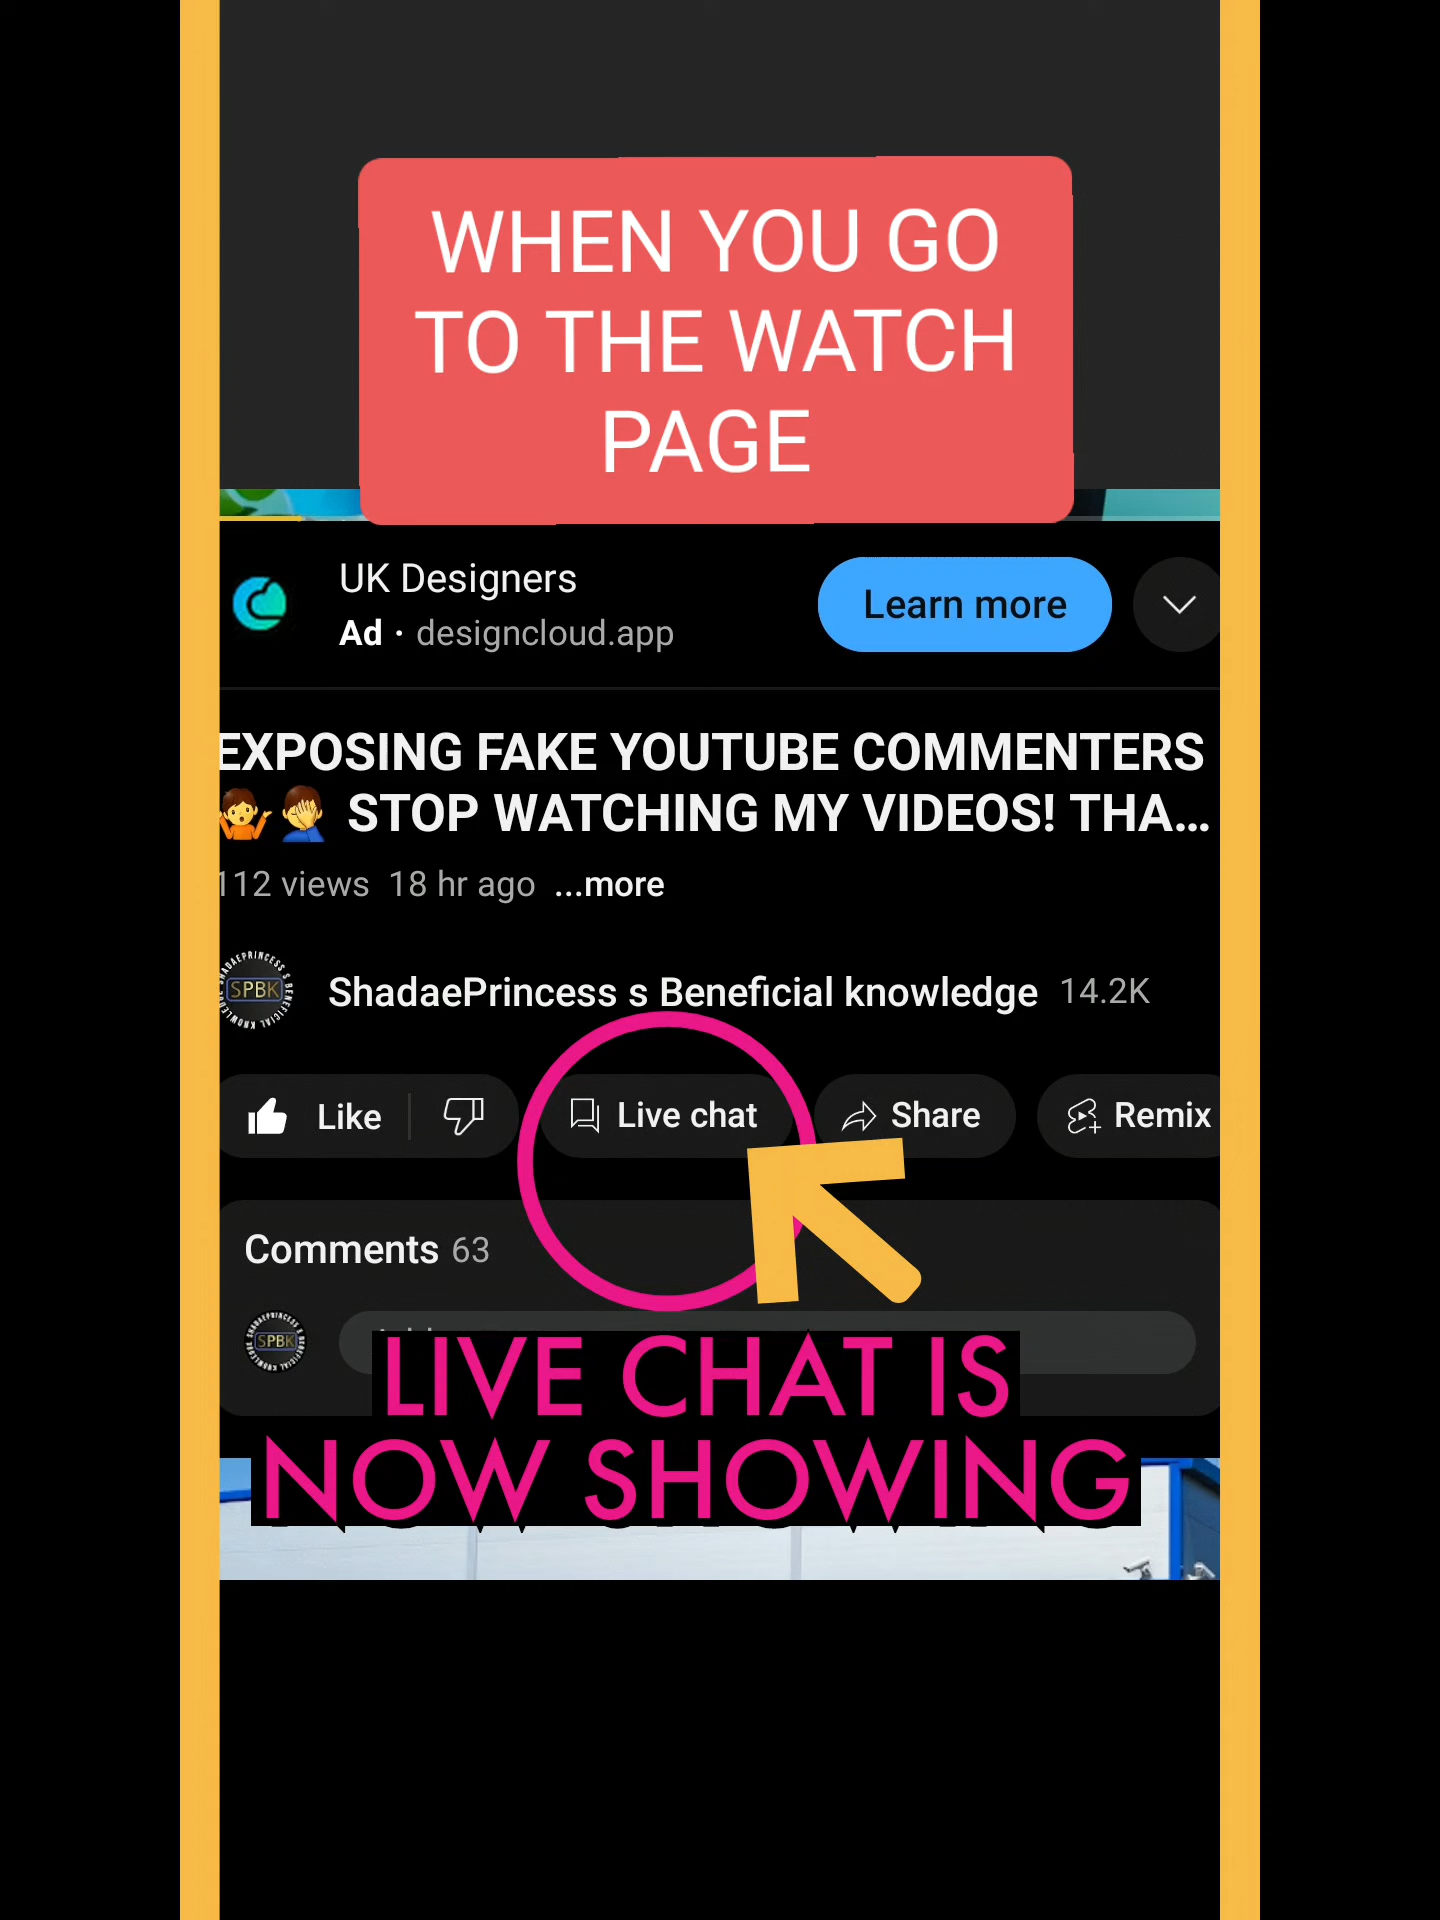 WHEN YOU GO
TO THE WATCH
PAGE
UK Designers
Learn more
Ad · designcloud.app
EXPOSING FAKE YOUTUBE COMMENTERS
🤷🤦‍♂️ STOP WATCHING MY VIDEOS! THA...
112 views 18 hr ago ...more
SPBK
ShadaePrincess s Beneficial knowledge 14.2K
Like
Live chat
Share
Remix
Comments 63
SPBK
LIVE CHAT IS
NOW SHOWING